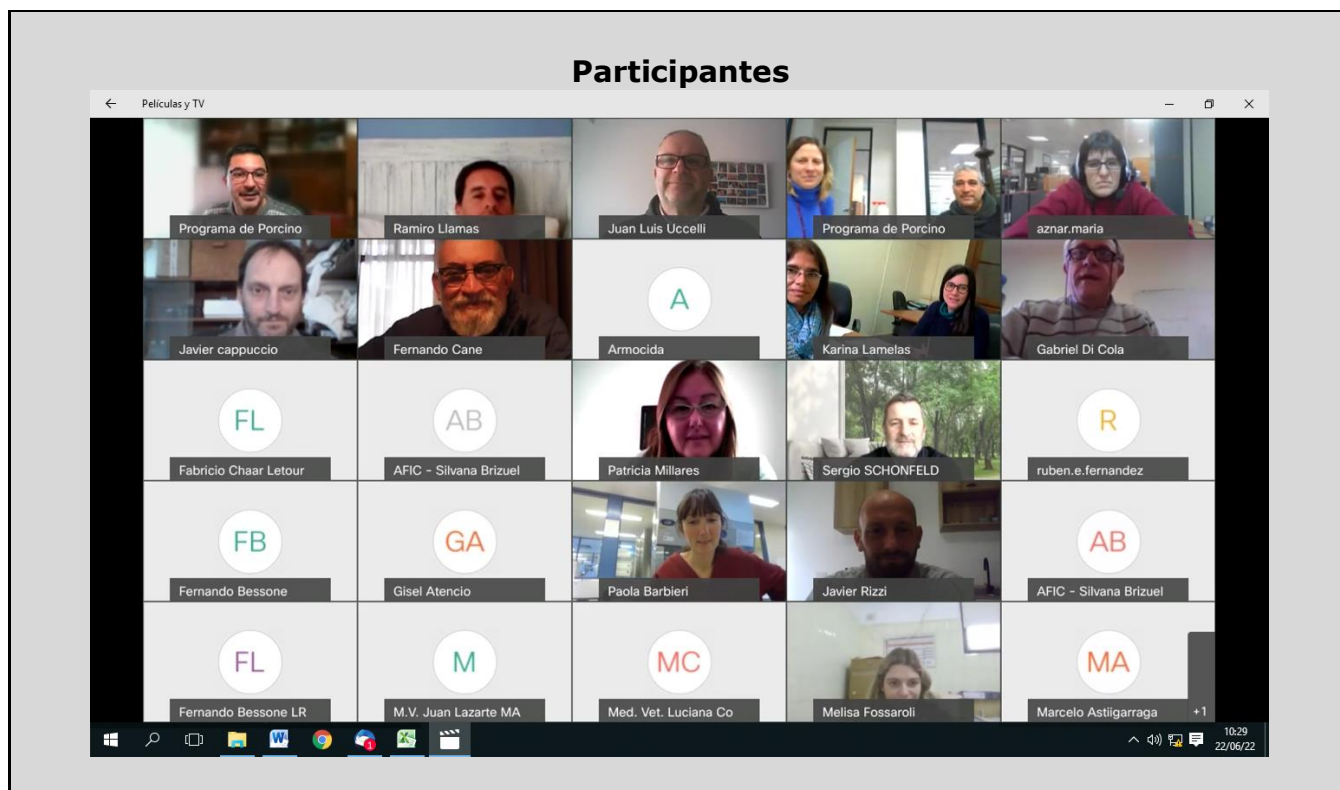 Participantes
Películas y TV
Programa de Porcino
Ramiro Llamas
Juan Luis Uccelli
Programa de Porcino
aznar.maria
Javier cappuccio
Fernando Cane
A
Armocida
Karina Lamelas
Gabriel Di Cola
FL
Fabricio Chaar Letour
AB
AFIC - Silvana Brizuel
Patricia Millares
Sergio SCHONFELD
R
ruben.e.fernandez
FB
Fernando Bessone
GA
Gisel Atencio
Paola Barbieri
Javier Rizzi
AB
AFIC - Silvana Brizuel
FL
Fernando Bessone LR
M
M.V. Juan Lazarte MA
MC
Med. Vet. Luciana Co
Melisa Fossaroli
MA
Marcelo Astiigarraga
+1
1
10:29
22/06/22